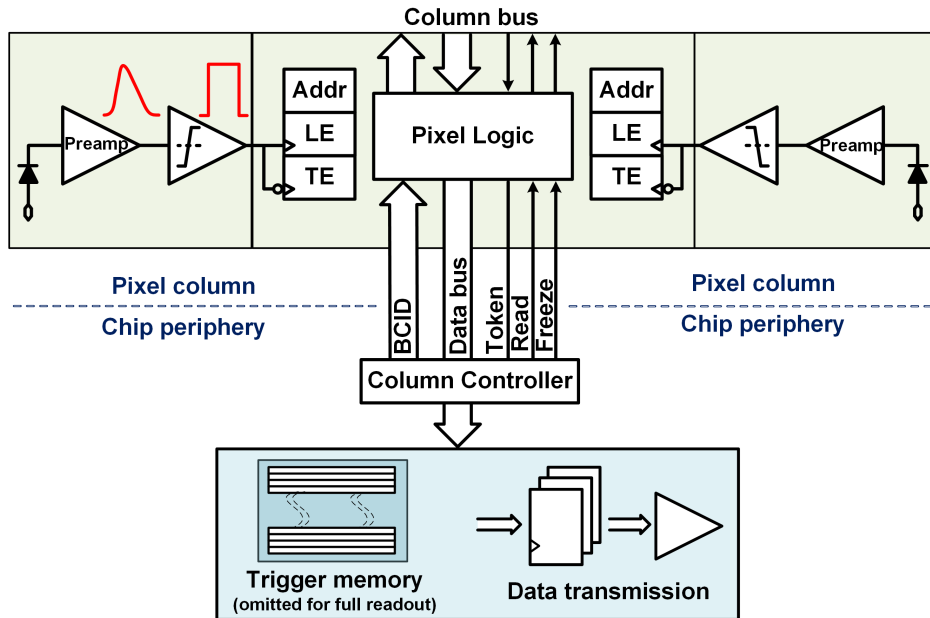 Column bus
Preamp
Addr
LE
TE
Pixel Logic
Addr
LE
TE
Preamp
Pixel column
Chip periphery
BCID
Data bus
Token
Read
Freeze
Pixel column
Chip periphery
Column Controller
Trigger memory
(omitted for full readout)
Data transmission